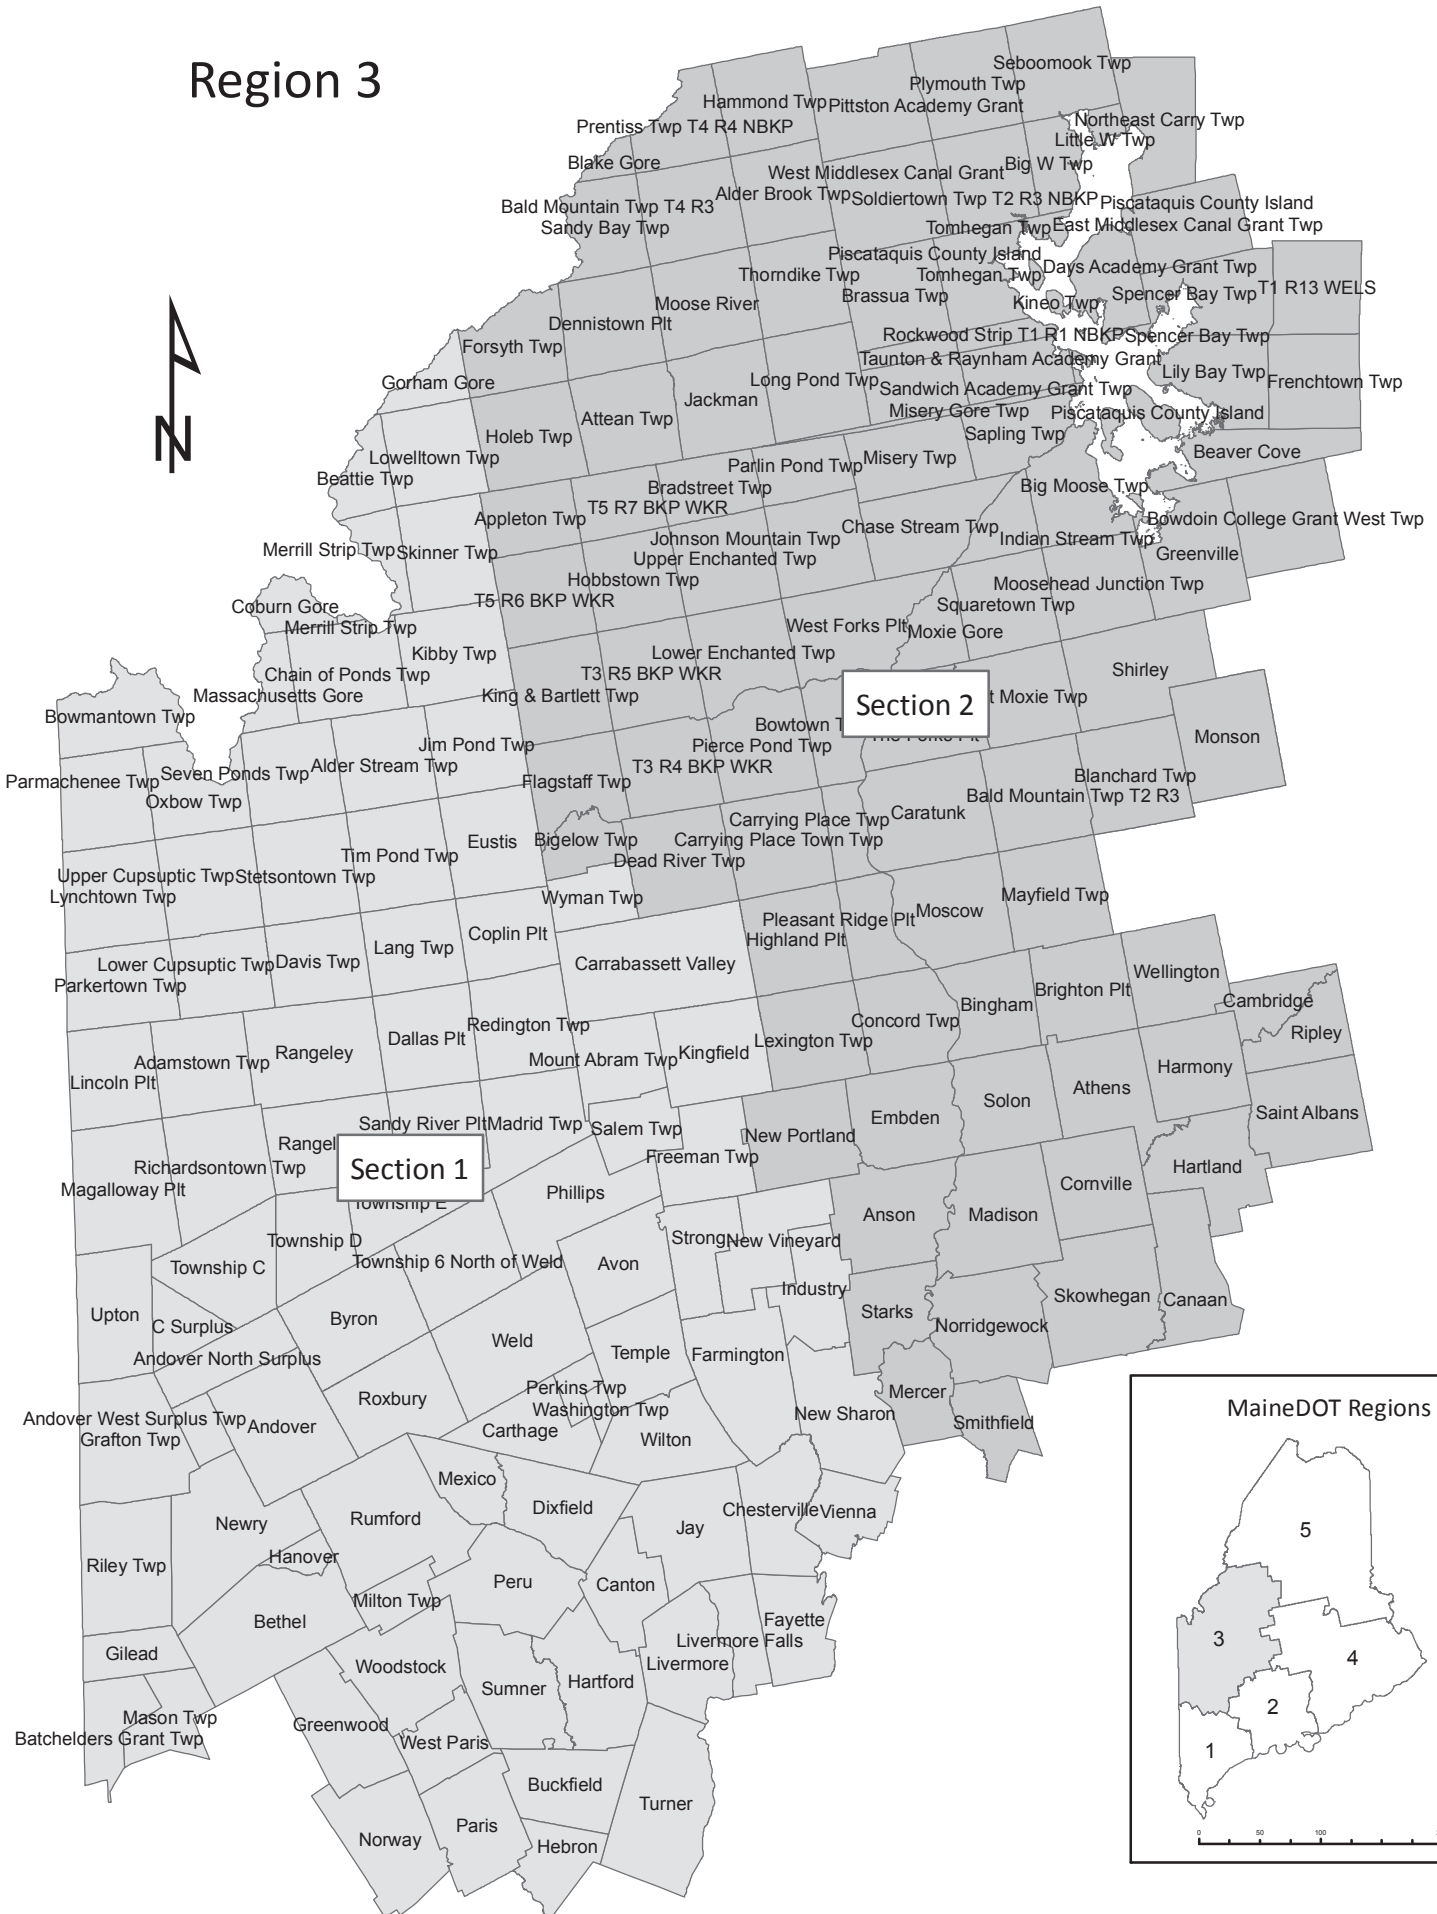 Region 3
Seboomook Twp
Plymouth Twp
Hammond Twp
Pittston Academy Grant
Northeast Carry Twp
Prentiss Twp T4 R4 NBKP
Little W Twp
Blake Gore
Big W Twp
West Middlesex Canal Grant
Alder Brook Twp
Soldiertown Twp T2 R3 NBKP
Piscataquis County Island
Bald Mountain Twp T4 R3
Sandy Bay Twp
Tomhegan Twp
East Middlesex Canal Grant Twp
Piscataquis County Island
Days Academy Grant Twp
Thorndike Twp
Tomhegan Twp
T1 R13 WELS
Brassua Twp
Spencer Bay Twp
Moose River
Kineo Twp
Dennistown Plt
Rockwood Strip T1 R1 NBKP
Spencer Bay Twp
Forsyth Twp
Taunton & Raynham Academy Grant
Lily Bay Twp
Gorham Gore
Long Pond Twp
Sandwich Academy Grant Twp
Frenchtown Twp
Jackman
Misery Gore Twp
Piscataquis County Island
Attean Twp
Holeb Twp
Sapling Twp
Lowelltown Twp
Parlin Pond Twp
Misery Twp
Beaver Cove
Beattie Twp
Bradstreet Twp
Big Moose Twp
T5 R7 BKP WKR
Appleton Twp
Chase Stream Twp
Bowdoin College Grant West Twp
Johnson Mountain Twp
Indian Stream Twp
Merrill Strip Twp
Skinner Twp
Upper Enchanted Twp
Greenville
Hobbstown Twp
Moosehead Junction Twp
Coburn Gore
T5 R6 BKP WKR
Squaretown Twp
Merrill Strip Twp
West Forks Plt
Moxie Gore
Kibby Twp
Lower Enchanted Twp
Chain of Ponds Twp
T3 R5 BKP WKR
Shirley
Massachusetts Gore
King & Bartlett Twp
Section 2
t Moxie Twp
Bowmantown Twp
Bowtown T
Jim Pond Twp
Pierce Pond Twp
Monson
Seven Ponds Twp
Alder Stream Twp
T3 R4 BKP WKR
Parmachenee Twp
Flagstaff Twp
Blanchard Twp
Oxbow Twp
Bald Mountain Twp T2 R3
Carrying Place Twp
Caratunk
Eustis
Bigelow Twp
Carrying Place Town Twp
Tim Pond Twp
Dead River Twp
Upper Cupsuptic Twp
Stetsontown Twp
Lynchtown Twp
Wyman Twp
Mayfield Twp
Pleasant Ridge Plt
Moscow
Coplin Plt
Highland Plt
Lang Twp
Lower Cupsuptic Twp
Davis Twp
Carrabassett Valley
Wellington
Parkertown Twp
Brighton Plt
Cambridge
Bingham
Redington Twp
Concord Twp
Ripley
Dallas Plt
Lexington Twp
Rangeley
Adamstown Twp
Mount Abram Twp
Kingfield
Harmony
Lincoln Plt
Athens
Solon
Saint Albans
Embden
Sandy River Plt
Madrid Twp
Salem Twp
New Portland
Rangel
Section 1
Freeman Twp
Richardsontown Twp
Hartland
Magalloway Plt
Phillips
Cornville
Township E
Anson
Madison
Township D
Strong
New Vineyard
Township C
Township 6 North of Weld
Avon
Industry
Skowhegan
Canaan
Upton
C Surplus
Byron
Starks
Norridgewock
Weld
Andover North Surplus
Temple
Farmington
Perkins Twp
Roxbury
Mercer
Washington Twp
New Sharon
Andover West Surplus Twp
Andover
Carthage
Smithfield
Grafton Twp
Wilton
Mexico
Dixfield
Chesterville
Vienna
Newry
Rumford
Jay
Hanover
Riley Twp
Peru
Canton
Milton Twp
Bethel
Fayette
Gilead
Livermore Falls
Woodstock
Livermore
Sumner
Hartford
Mason Twp
Greenwood
Batchelders Grant Twp
West Paris
Buckfield
Turner
Paris
Norway
Hebron
N
MaineDOT Regions
5
3
4
2
1
0 50 100